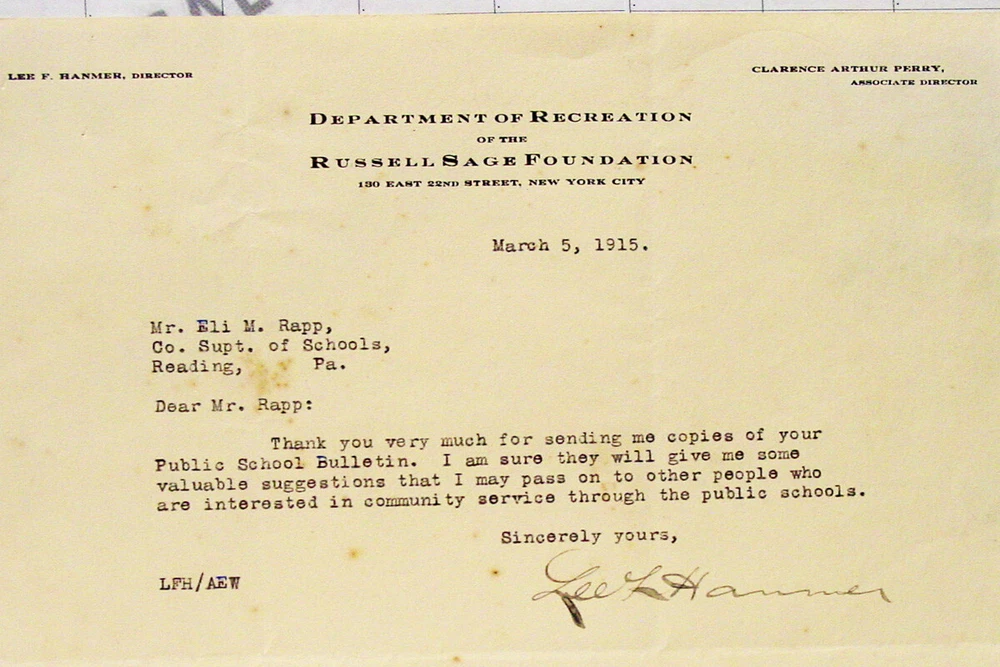 LEE F. HANMER, DIRECTOR
CLARENCE ARTHUR PERRY,
ASSOCIATE DIRECTOR
DEPARTMENT OF RECREATION
OF THE
RUSSELL SAGE FOUNDATION
130 EAST 22ND STREET, NEW YORK CITY
March 5, 1915.
Mr. Eli M. Rapp,
Co. Supt. of Schools,
Reading, Pa.
Dear Mr. Rapp:
Thank you very much for sending me copies of your
Public School Bulletin. I am sure they will give me some
valuable suggestions that I may pass on to other people who
are interested in community service through the public schools.
Sincerely yours,
LFH/AEW
Lee F Hanmer